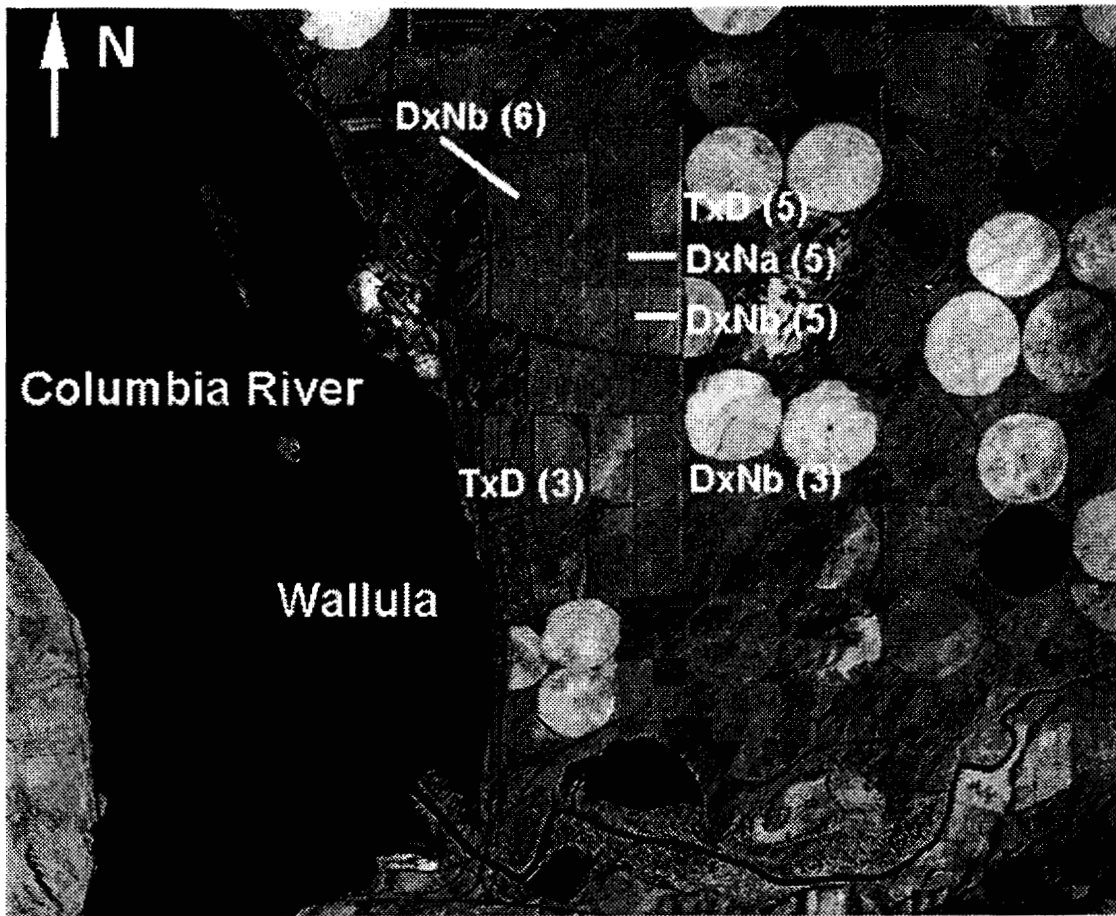 N
DxNb (6)
TxD (5)
DxNa (5)
DxNb (5)
Columbia River
TxD (3)
DxNb (3)
Wallula